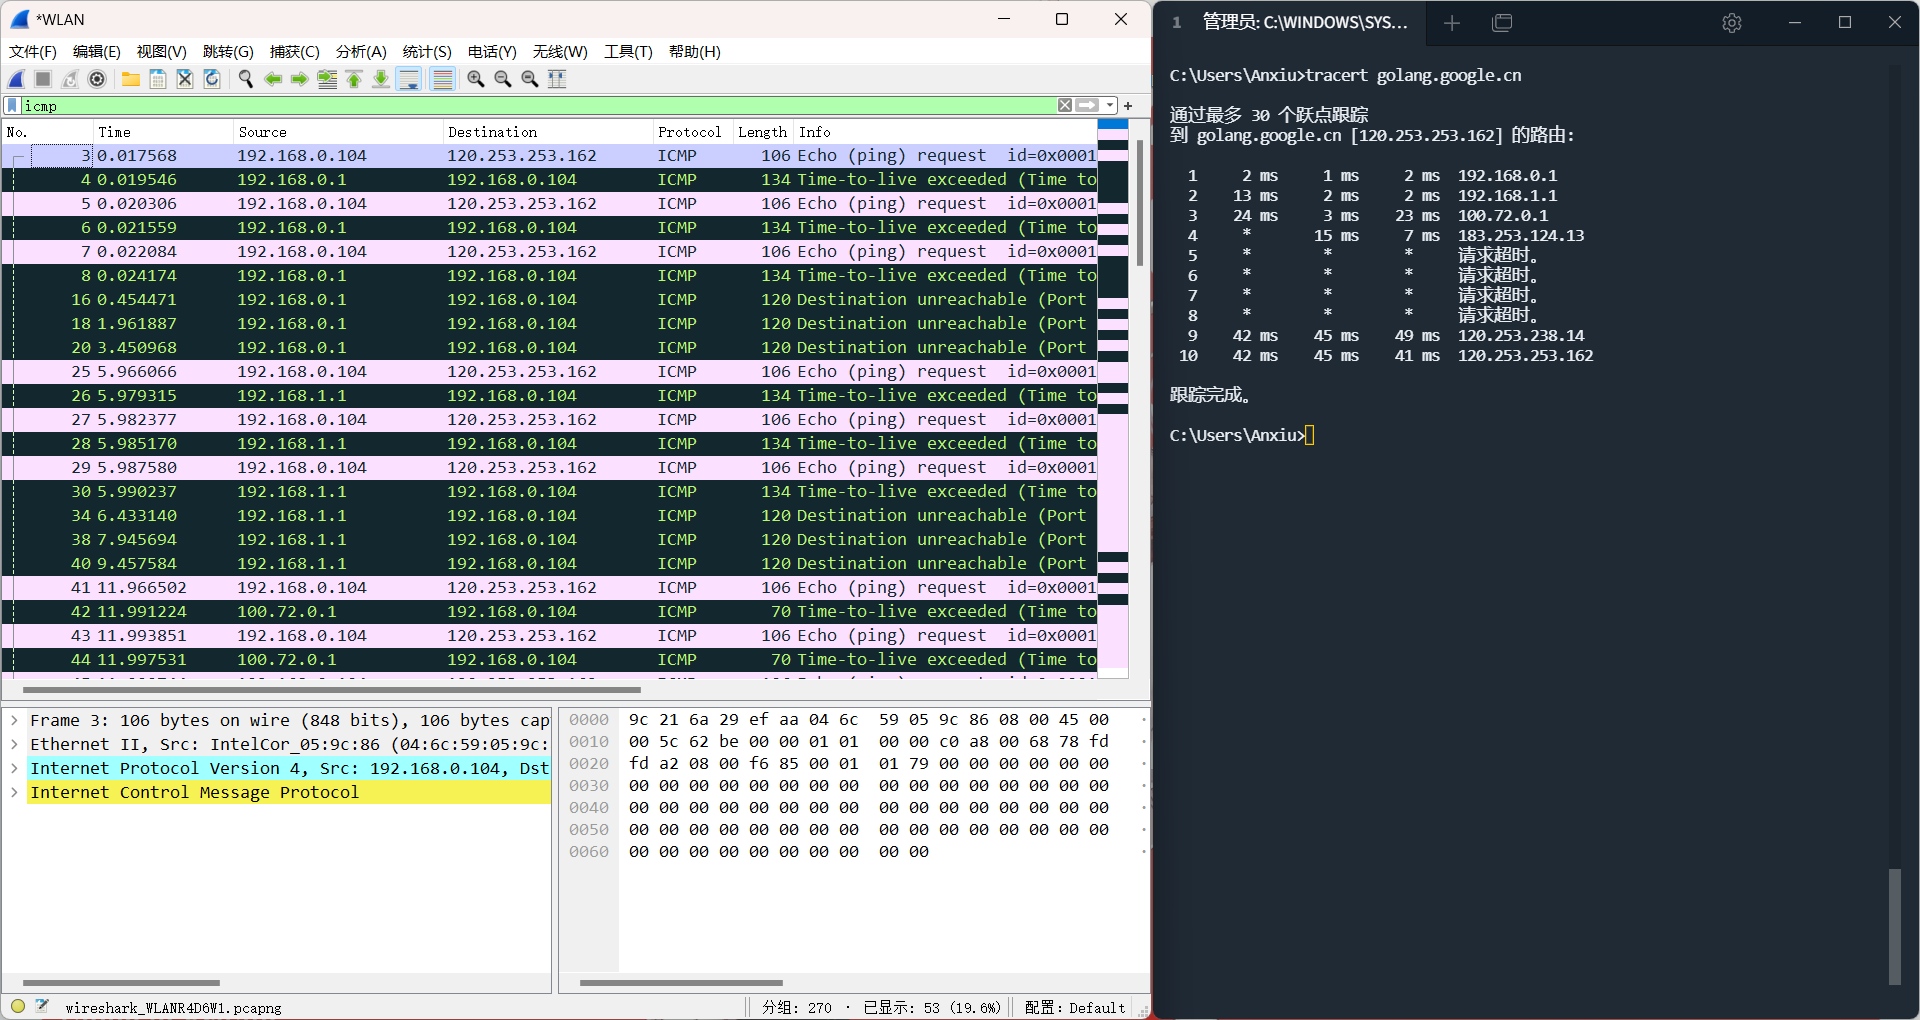 *WLAN
文件(F) 编辑(E) 视图(V) 跳转(G) 捕获(C) 分析(A) 统计(S) 电话(Y) 无线(W) 工具(T) 帮助(H)
icmp
No. Time Source Destination Protocol Length Info
3 0.017568 192.168.0.104 120.253.253.162 ICMP 106 Echo (ping) request id=0x0001
4 0.019546 192.168.0.1 192.168.0.104 ICMP 134 Time-to-live exceeded (Time to
5 0.020306 192.168.0.104 120.253.253.162 ICMP 106 Echo (ping) request id=0x0001
6 0.021559 192.168.0.1 192.168.0.104 ICMP 134 Time-to-live exceeded (Time to
7 0.022084 192.168.0.104 120.253.253.162 ICMP 106 Echo (ping) request id=0x0001
8 0.024174 192.168.0.1 192.168.0.104 ICMP 134 Time-to-live exceeded (Time to
16 0.454471 192.168.0.1 192.168.0.104 ICMP 120 Destination unreachable (Port
18 1.961887 192.168.0.1 192.168.0.104 ICMP 120 Destination unreachable (Port
20 3.450968 192.168.0.1 192.168.0.104 ICMP 120 Destination unreachable (Port
25 5.966066 192.168.0.104 120.253.253.162 ICMP 106 Echo (ping) request id=0x0001
26 5.979315 192.168.1.1 192.168.0.104 ICMP 134 Time-to-live exceeded (Time to
27 5.982377 192.168.0.104 120.253.253.162 ICMP 106 Echo (ping) request id=0x0001
28 5.985170 192.168.1.1 192.168.0.104 ICMP 134 Time-to-live exceeded (Time to
29 5.987580 192.168.0.104 120.253.253.162 ICMP 106 Echo (ping) request id=0x0001
30 5.990237 192.168.1.1 192.168.0.104 ICMP 134 Time-to-live exceeded (Time to
34 6.433140 192.168.1.1 192.168.0.104 ICMP 120 Destination unreachable (Port
38 7.945694 192.168.1.1 192.168.0.104 ICMP 120 Destination unreachable (Port
40 9.457584 192.168.1.1 192.168.0.104 ICMP 120 Destination unreachable (Port
41 11.966502 192.168.0.104 120.253.253.162 ICMP 106 Echo (ping) request id=0x0001
42 11.991224 100.72.0.1 192.168.0.104 ICMP 70 Time-to-live exceeded (Time to
43 11.993851 192.168.0.104 120.253.253.162 ICMP 106 Echo (ping) request id=0x0001
44 11.997531 100.72.0.1 192.168.0.104 ICMP 70 Time-to-live exceeded (Time to
Frame 3: 106 bytes on wire (848 bits), 106 bytes cap
Ethernet II, Src: IntelCor_05:9c:86 (04:6c:59:05:9c:
Internet Protocol Version 4, Src: 192.168.0.104, Dst
Internet Control Message Protocol
0000 9c 21 6a 29 ef aa 04 6c 59 05 9c 86 08 00 45 00
0010 00 5c 62 be 00 00 01 01 00 00 c0 a8 00 68 78 fd
0020 fd a2 08 00 f6 85 00 01 01 79 00 00 00 00 00 00
0030 00 00 00 00 00 00 00 00 00 00 00 00 00 00 00 00
0040 00 00 00 00 00 00 00 00 00 00 00 00 00 00 00 00
0050 00 00 00 00 00 00 00 00 00 00 00 00 00 00 00 00
0060 00 00 00 00 00 00 00 00 00 00
wireshark_WLANR4D6W1.pcapng 分组: 270 · 已显示: 53 (19.6%) 配置: Default
1 管理员: C:\WINDOWS\SYS...
C:\Users\Anxiu>tracert golang.google.cn
通过最多 30 个跃点跟踪
到 golang.google.cn [120.253.253.162] 的路由:
1 2 ms 1 ms 2 ms 192.168.0.1
2 13 ms 2 ms 2 ms 192.168.1.1
3 24 ms 3 ms 23 ms 100.72.0.1
4 * 15 ms 7 ms 183.253.124.13
5 * * * 请求超时。
6 * * * 请求超时。
7 * * * 请求超时。
8 * * * 请求超时。
9 42 ms 45 ms 49 ms 120.253.238.14
10 42 ms 45 ms 41 ms 120.253.253.162
跟踪完成。
C:\Users\Anxiu>